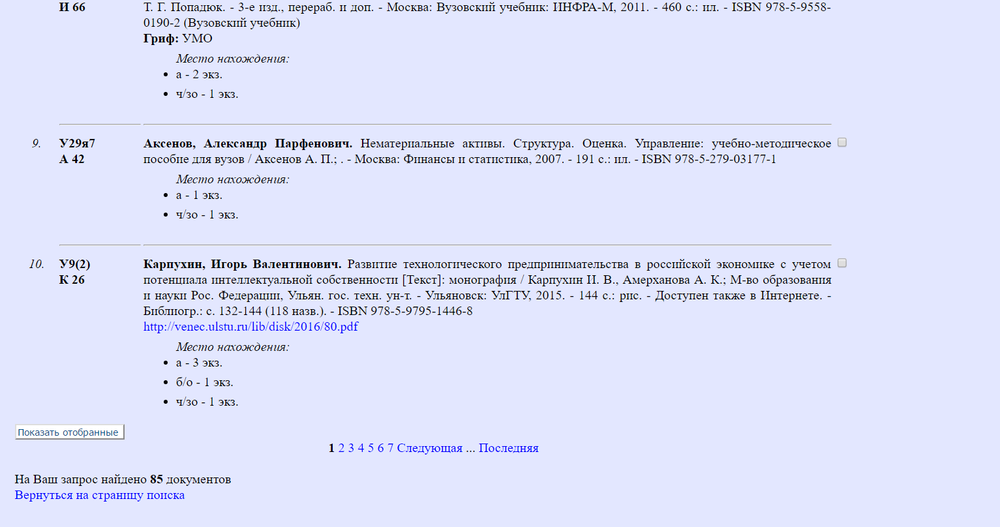 И 66 Т. Г. Попадюк. - 3-е изд., перераб. и доп. - Москва: Вузовский учебник: ИНФРА-М, 2011. - 460 с.: ил. - ISBN 978-5-9558-
0190-2 (Вузовский учебник)
Гриф: УМО
Место нахождения:
• а - 2 экз.
• ч/зо - 1 экз.
9. У29я7 Аксенов, Александр Парфенович. Нематериальные активы. Структура. Оценка. Управление: учебно-методическое
А 42 пособие для вузов / Аксенов А. П.; . - Москва: Финансы и статистика, 2007. - 191 с.: ил. - ISBN 978-5-279-03177-1
Место нахождения:
• а - 1 экз.
• ч/зо - 1 экз.
10. У9(2) Карпухин, Игорь Валентинович. Развитие технологического предпринимательства в российской экономике с учетом
К 26 потенциала интеллектуальной собственности [Текст]: монография / Карпухин И. В., Амерханова А. К.; М-во образования
и науки Рос. Федерации, Ульян. гос. техн. ун-т. - Ульяновск: УлГТУ, 2015. - 144 с.: рис. - Доступен также в Интернете. -
Библиогр.: с. 132-144 (118 назв.). - ISBN 978-5-9795-1446-8
http://venec.ulstu.ru/lib/disk/2016/80.pdf
Место нахождения:
• а - 3 экз.
• б/о - 1 экз.
• ч/зо - 1 экз.
Показать отобранные
1 2 3 4 5 6 7 Следующая ... Последняя
На Ваш запрос найдено 85 документов
Вернуться на страницу поиска